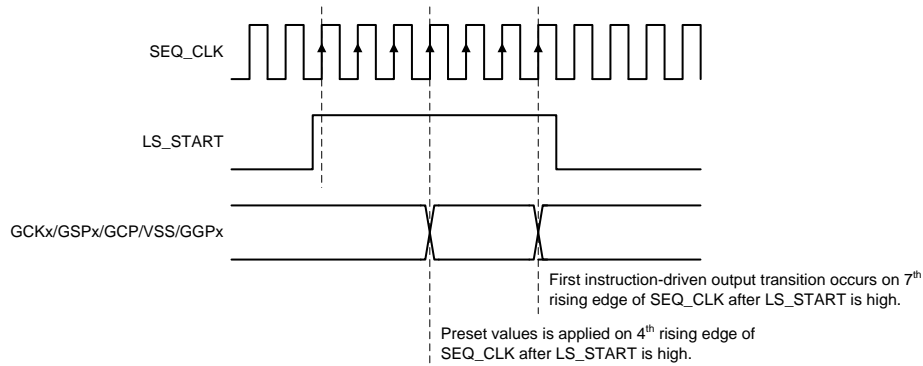 SEQ_CLK
LS_START
GCKx/GSPx/GCP/VSS/GGPx
First instruction-driven output transition occurs on 7th
rising edge of SEQ_CLK after LS_START is high.
Preset values is applied on 4th rising edge of
SEQ_CLK after LS_START is high.